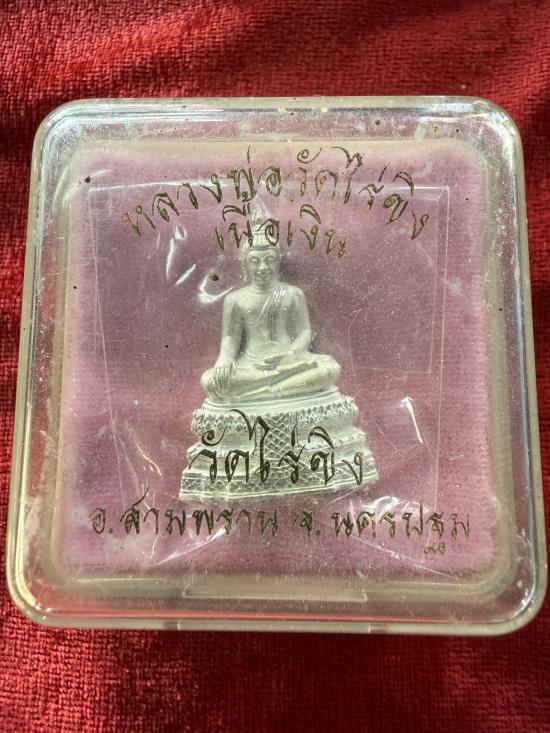 หลวงพ่อวัดไร่ขิง
เนื้อเงิน
วัดไร่ขิง
อ.สามพราน จ.นครปฐม